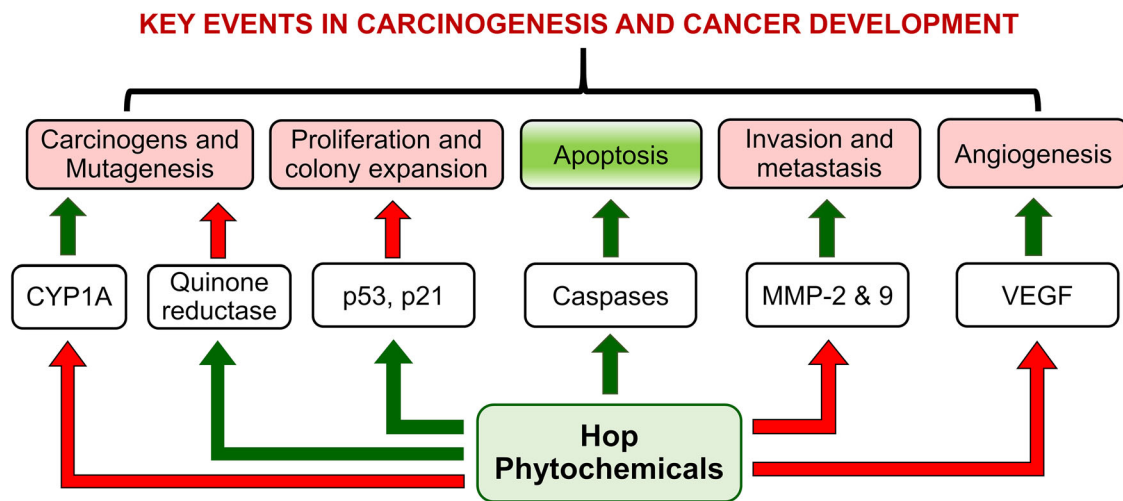 KEY EVENTS IN CARCINOGENESIS AND CANCER DEVELOPMENT
Carcinogens and
Mutagenesis
Proliferation and
colony expansion
Apoptosis
Invasion and
metastasis
Angiogenesis
CYP1A
Quinone
reductase
p53, p21
Caspases
MMP-2 & 9
VEGF
Hop
Phytochemicals